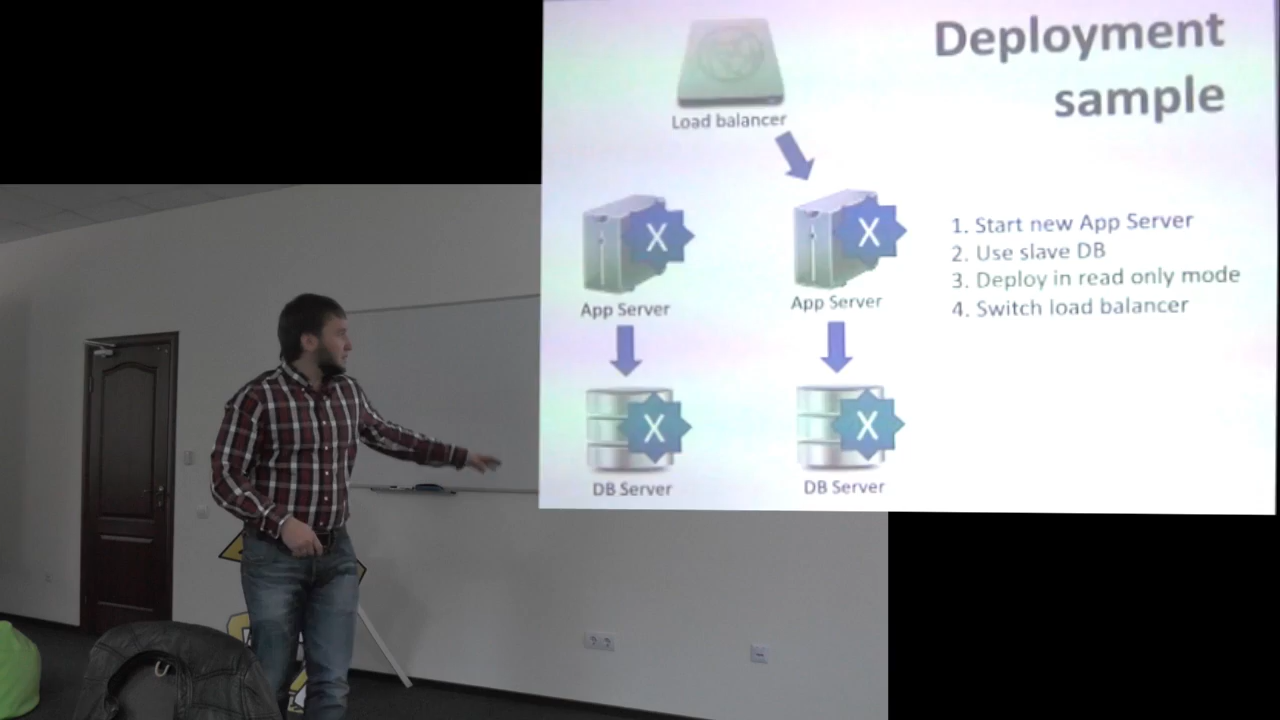 Deployment
sample
Load balancer
X
X
App Server
App Server
1. Start new App Server
2. Use slave DB
3. Deploy in read only mode
4. Switch load balancer
X
X
DB Server
DB Server